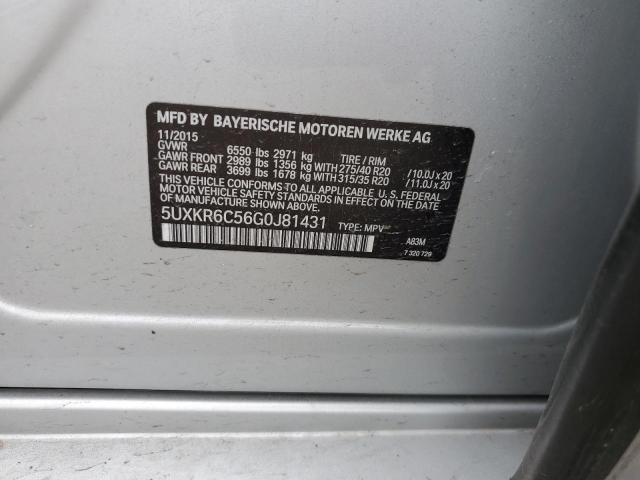 MFD BY BAYERISCHE MOTOREN WERKE AG
11/2015
GVWR 6550 lbs 2971 kg TIRE / RIM
GAWR FRONT 2989 lbs 1356 kg WITH 275/40 R20 /10.0J x 20
GAWR REAR 3699 lbs 1678 kg WITH 315/35 R20 /11.0J x 20
THIS VEHICLE CONFORMS TO ALL APPLICABLE U. S. FEDERAL
MOTOR VEHICLE SAFETY STANDARDS IN EFFECT ON THE
DATE OF MANUFACTURE SHOWN ABOVE.
5UXKR6C56G0J81431 TYPE: MPV
A83M
7 320 729